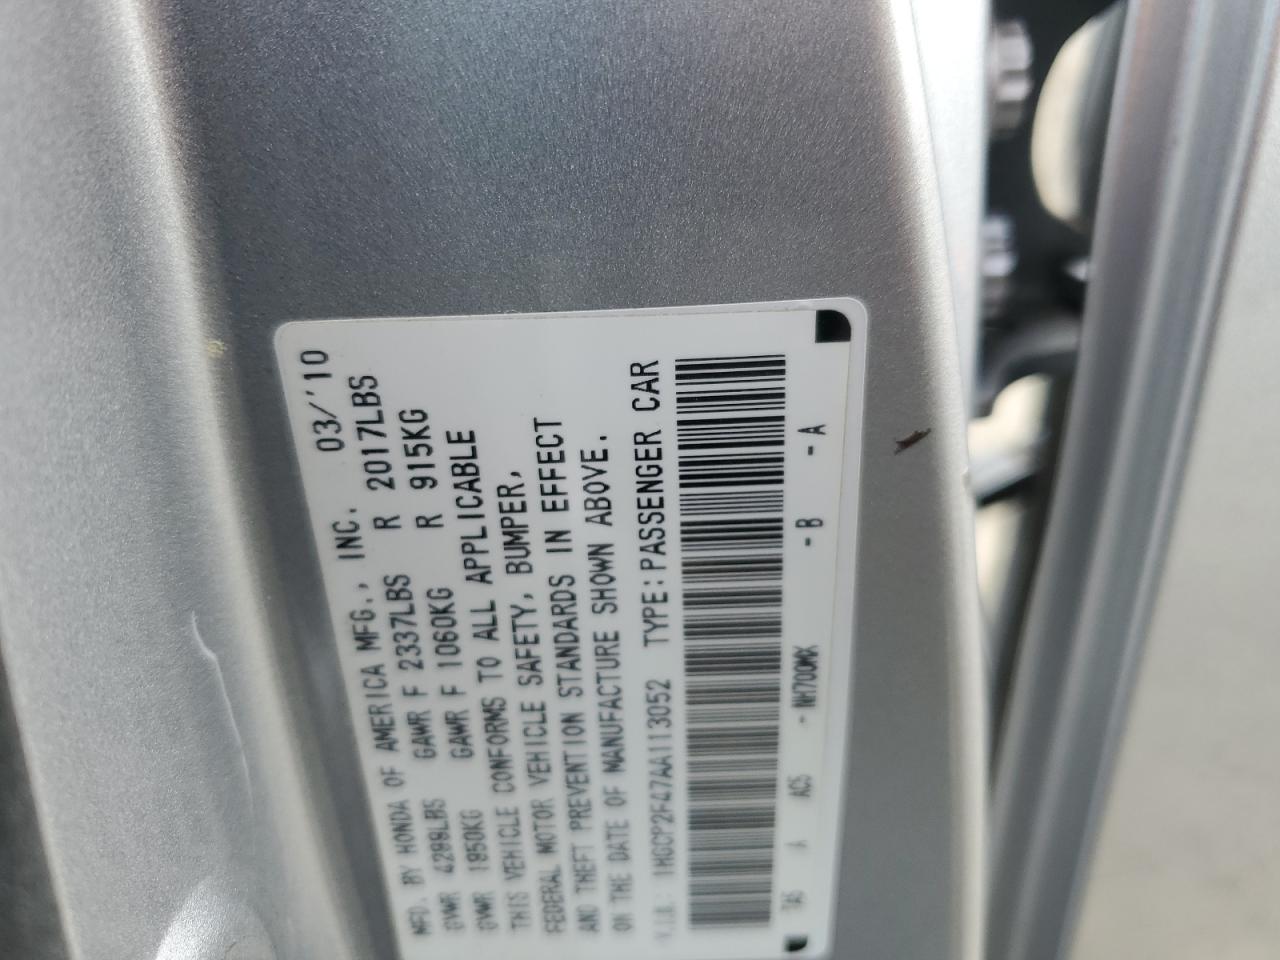 MFD. BY HONDA OF AMERICA MFG., INC. 03/'10
GVWR 4299LBS GAWR F 2337LBS R 2017LBS
GVWR 1950KG GAWR F 1060KG R 915KG
THIS VEHICLE CONFORMS TO ALL APPLICABLE
FEDERAL MOTOR VEHICLE SAFETY, BUMPER,
AND THEFT PREVENTION STANDARDS IN EFFECT
ON THE DATE OF MANUFACTURE SHOWN ABOVE.
V.I.N.: 1HGCP2F47AA113052 TYPE:PASSENGER CAR
TA5 A AC5 -NH700MX -B -A